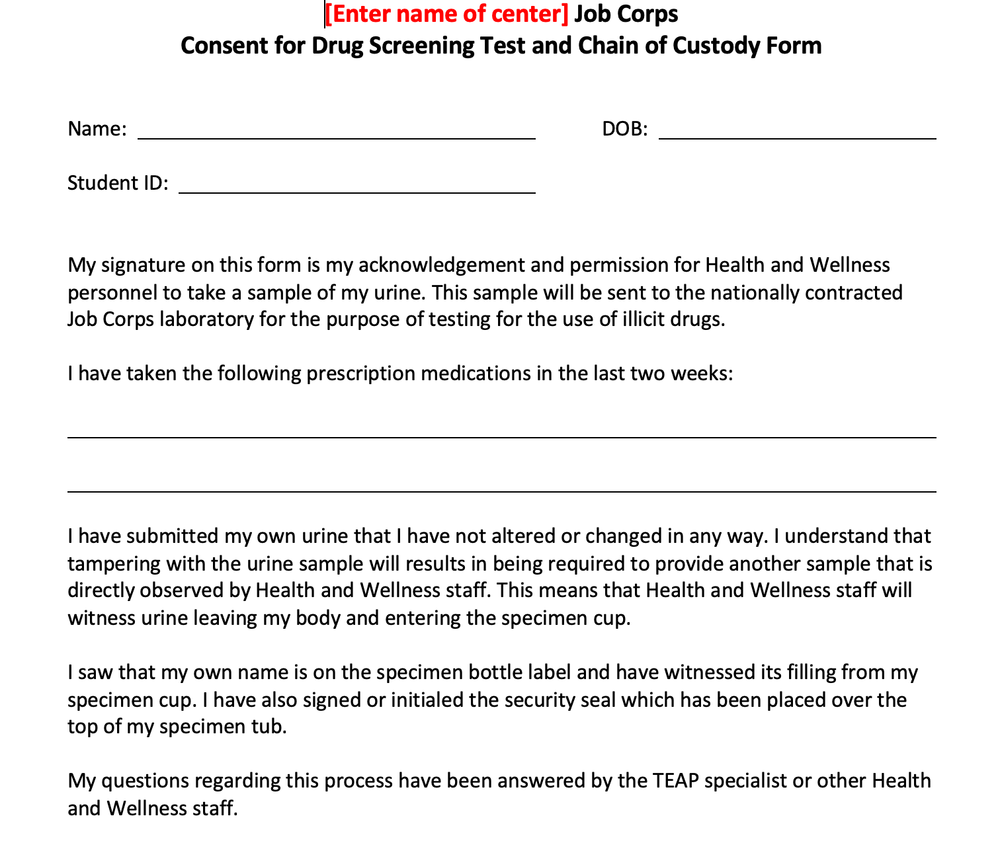 [Enter name of center] Job Corps
Consent for Drug Screening Test and Chain of Custody Form
Name: DOB:
Student ID:
My signature on this form is my acknowledgement and permission for Health and Wellness
personnel to take a sample of my urine. This sample will be sent to the nationally contracted
Job Corps laboratory for the purpose of testing for the use of illicit drugs.
I have taken the following prescription medications in the last two weeks:
I have submitted my own urine that I have not altered or changed in any way. I understand that
tampering with the urine sample will results in being required to provide another sample that is
directly observed by Health and Wellness staff. This means that Health and Wellness staff will
witness urine leaving my body and entering the specimen cup.
I saw that my own name is on the specimen bottle label and have witnessed its filling from my
specimen cup. I have also signed or initialed the security seal which has been placed over the
top of my specimen tub.
My questions regarding this process have been answered by the TEAP specialist or other Health
and Wellness staff.